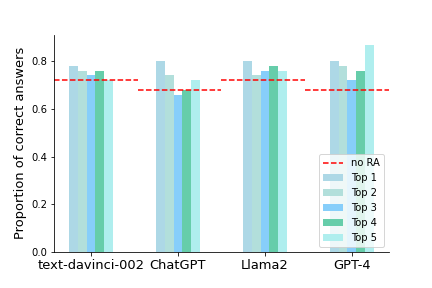 Proportion of correct answers
0.8
0.6
0.4
0.2
0.0
no RA
Top 1
Top 2
Top 3
Top 4
Top 5
text-davinci-002 ChatGPT Llama2 GPT-4